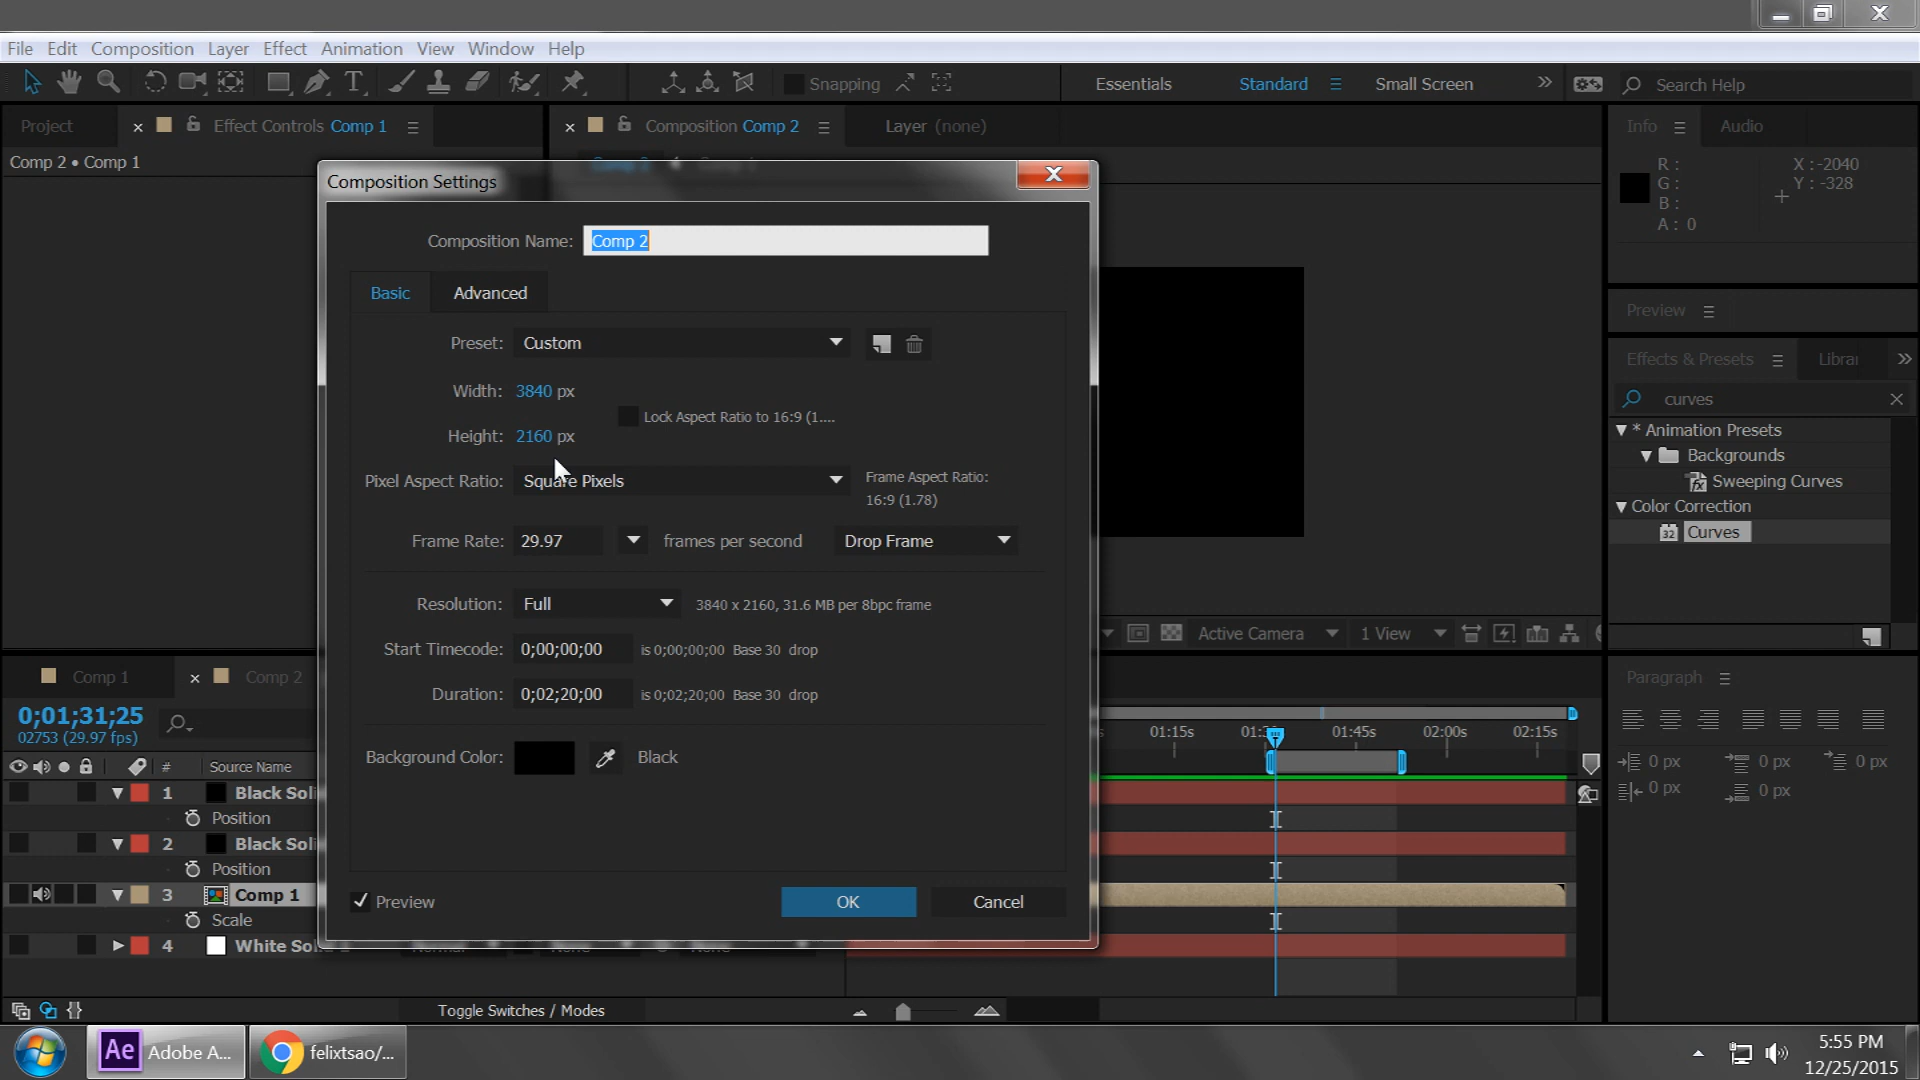 File Edit Composition Layer Effect Animation View Window Help
Snapping
Essentials Standard Small Screen
Search Help
Project Effect Controls Comp 1 Composition Comp 2 Layer (none)
Info Audio
Comp 2 • Comp 1
R :
G :
B :
A : 0
X :-2040
Y : -328
Composition Settings
Composition Name: Comp 2
Basic Advanced
Preset: Custom
Width: 3840 px
Lock Aspect Ratio to 16:9 (1....
Height: 2160 px
Pixel Aspect Ratio: Square Pixels
Frame Aspect Ratio:
16:9 (1.78)
Frame Rate: 29.97 frames per second Drop Frame
Resolution: Full 3840 x 2160, 31.6 MB per 8bpc frame
Start Timecode: 0;00;00;00 is 0;00;00;00 Base 30 drop
Duration: 0;02;20;00 is 0;02;20;00 Base 30 drop
Background Color: Black
Preview OK Cancel
Preview
Effects & Presets Librar
curves
* Animation Presets
Backgrounds
Sweeping Curves
Color Correction
32 Curves
Active Camera 1 View
Comp 1 Comp 2
0;01;31;25
02753 (29.97 fps)
# Source Name
01:15s 01:45s 02:00s 02:15s
1 Black Soli
Position
2 Black Soli
Position
3 Comp 1
Scale
4 White So
Toggle Switches / Modes
Paragraph
0 px 0 px 0 px
0 px 0 px
Ae Adobe A... felixtsao/...
5:55 PM
12/25/2015